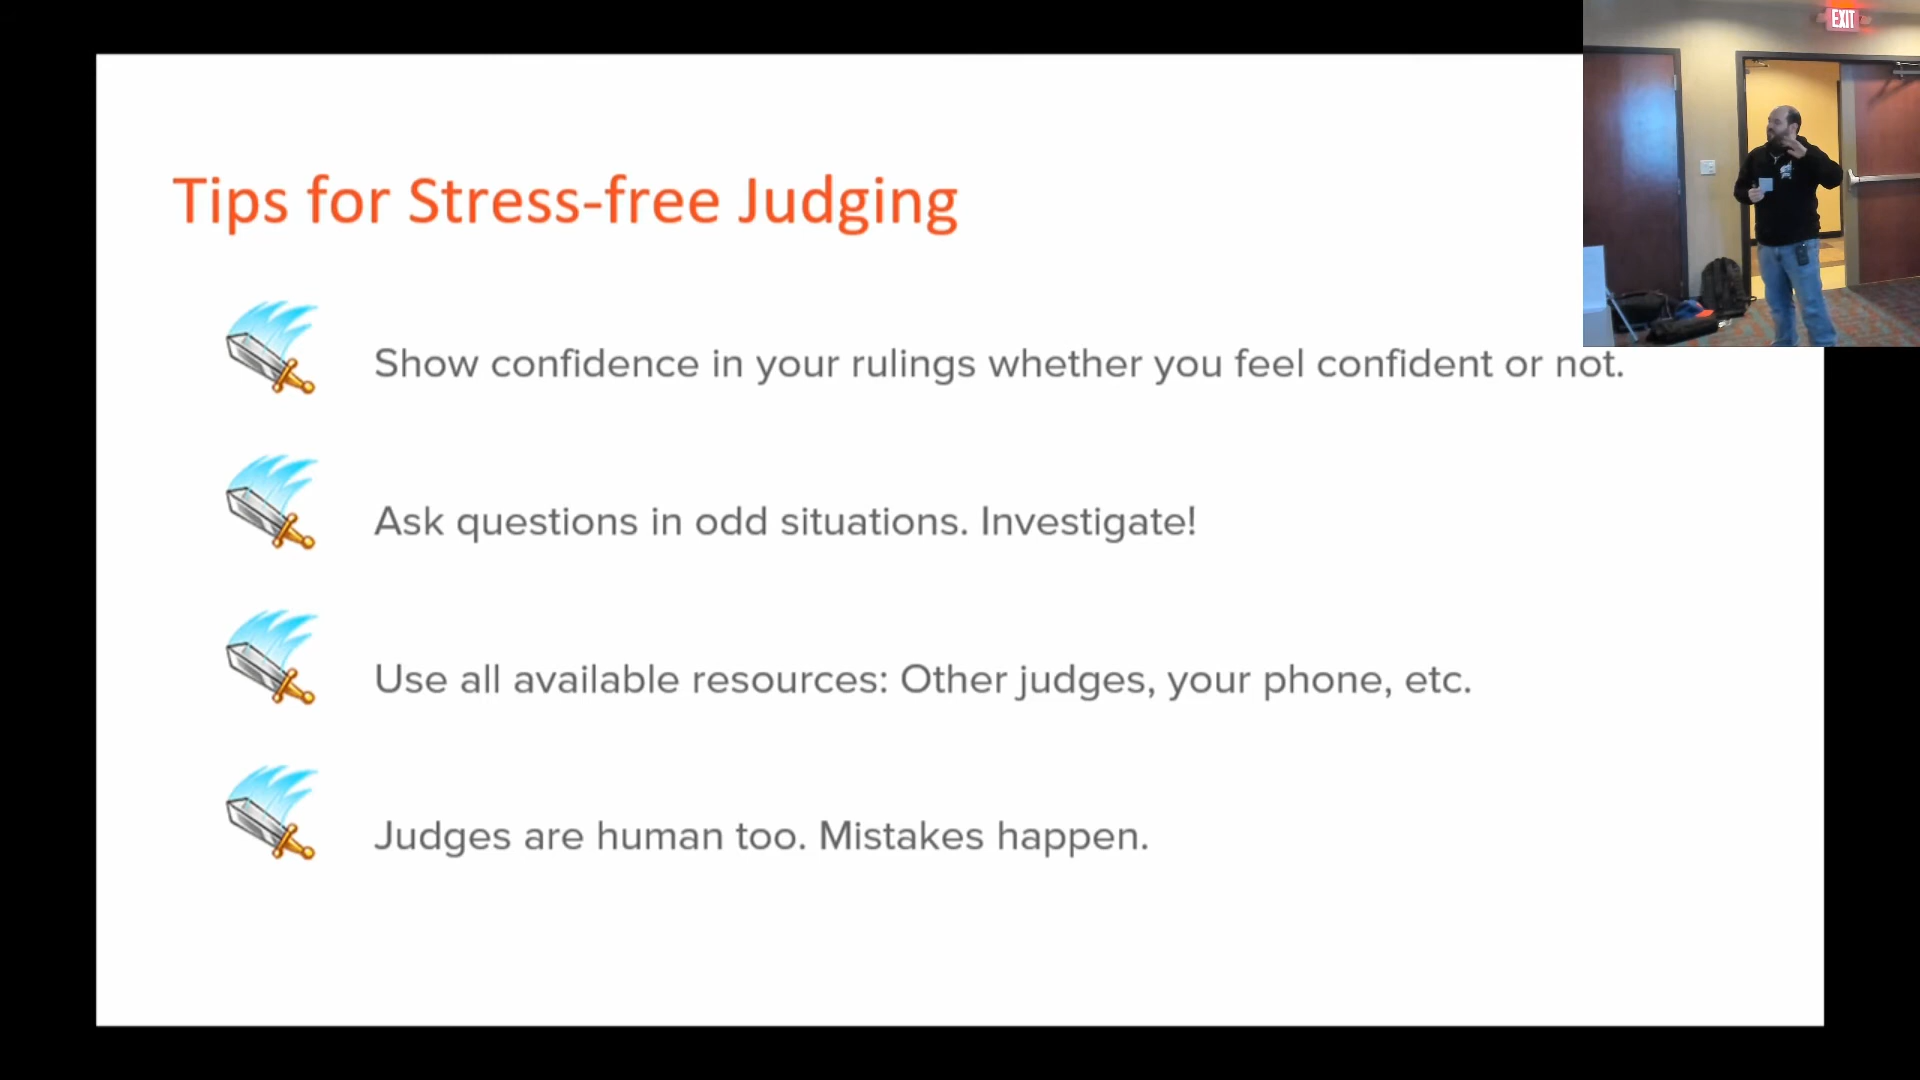 EXIT
Tips for Stress-free Judging
Show confidence in your rulings whether you feel confident or not.
Ask questions in odd situations. Investigate!
Use all available resources: Other judges, your phone, etc.
Judges are human too. Mistakes happen.